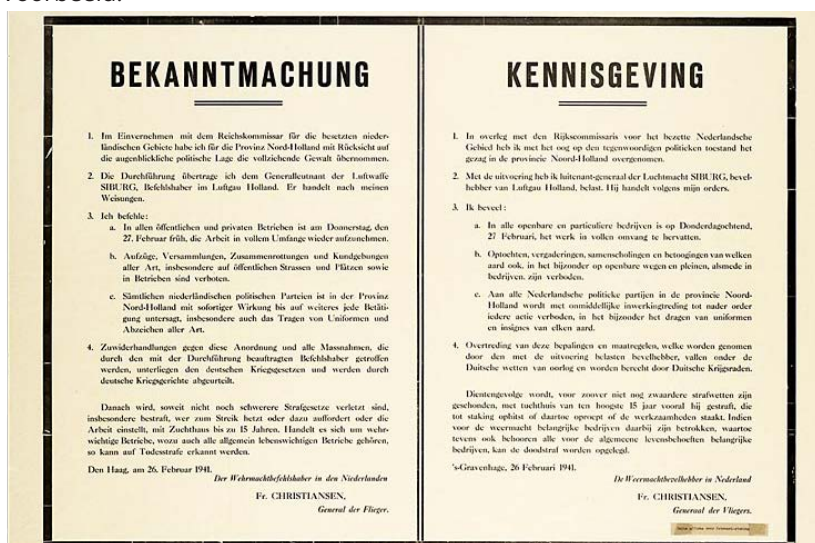 voorbeeld.
BEKANNTMACHUNG
1. Im Einvernehmen mit dem Reichskommissar für die besetzten nieder-
ländischen Gebiete habe ich für die Provinz Nord-Holland mit Rücksicht auf
die augenblickliche politische Lage die vollziehende Gewalt übernommen.
2. Die Durchführung übertrage ich dem Generalleutnant der Luftwaffe
SIBURG, Befehlshaber im Luftgau Holland. Er handelt nach meinen
Weisungen.
3. Ich befehle:
a. In allen öffentlichen und privaten Betrieben ist am Donnerstag, den
27. Februar früh, die Arbeit in vollem Umfange wieder aufzunehmen.
b. Aufzüge, Versammlungen, Zusammenrottungen und Kundgebungen
aller Art, insbesondere auf öffentlichen Strassen und Plätzen sowie
in Betrieben sind verboten.
c. Sämtlichen niederländischen politischen Parteien ist in der Provinz
Nord-Holland mit sofortiger Wirkung bis auf weiteres jede Betäti-
gung untersagt, insbesondere auch das Tragen von Uniformen und
Abzeichen aller Art.
4. Zuwiderhandlungen gegen diese Anordnung und alle Massnahmen, die
durch den mit der Durchführung beauftragten Befehlshaber getroffen
werden, unterliegen den deutschen Kriegsgesetzen und werden durch
deutsche Kriegsgerichte abgeurteilt.
Danach wird, soweit nicht noch schwerere Strafgesetze verletzt sind,
insbesondere bestraft, wer zum Streik hetzt oder dazu auffordert oder die
Arbeit einstellt, mit Zuchthaus bis zu 15 Jahren. Handelt es sich um wehr-
wichtige Betriebe, wozu auch alle allgemein lebenswichtigen Betriebe gehören,
so kann auf Todesstrafe erkannt werden.
Den Haag, am 26. Februar 1941.
Der Wehrmachtbefehlshaber in den Niederlanden
Fr. CHRISTIANSEN,
General der Flieger.
KENNISGEVING
1. In overleg met den Rijkscommissaris voor het bezette Nederlandsche
Gebied heb ik met het oog op den tegenwoordigen politieken toestand het
gezag in de provincie Noord-Holland overgenomen.
2. Met de uitvoering heb ik luitenant-generaal der Luchtmacht SIBURG, bevel-
hebber van Luftgau Holland, belast. Hij handelt volgens mijn orders.
3. Ik beveel:
a. In alle openbare en particuliere bedrijven is op Donderdagochtend,
27 Februari, het werk in vollen omvang te hervatten.
b. Optochten, vergaderingen, samenscholingen en betoogingen van welken
aard ook, in het bijzonder op openbare wegen en pleinen, alsmede in
bedrijven, zijn verboden.
c. Aan alle Nederlandsche politieke partijen in de provincie Noord-
Holland wordt met onmiddellijke inwerkingtreding tot nader order
iedere actie verboden, in het bijzonder het dragen van uniformen
en insignes van elken aard.
4. Overtreding van deze bepalingen en maatregelen, welke worden genomen
door den met de uitvoering belasten bevelhebber, vallen onder de
Duitsche wetten van oorlog en worden berecht door Duitsche Krijgsraden.
Dientengevolge wordt, voor zoover niet nog zwaardere strafwetten zijn
geschonden, met tuchthuis van ten hoogste 15 jaar vooral hij gestraft, die
tot staking ophitst of daartoe oproept of de werkzaamheden staakt. Indien
voor de weermacht belangrijke bedrijven daarbij zijn betrokken, waartoe
tevens ook behooren alle voor de algemeene levensbehoeften belangrijke
bedrijven, kan de doodstraf worden opgelegd.
's-Gravenhage, 26 Februari 1941.
De Weermachtbevelhebber in Nederland
Fr. CHRISTIANSEN,
Generaal der Vliegers.